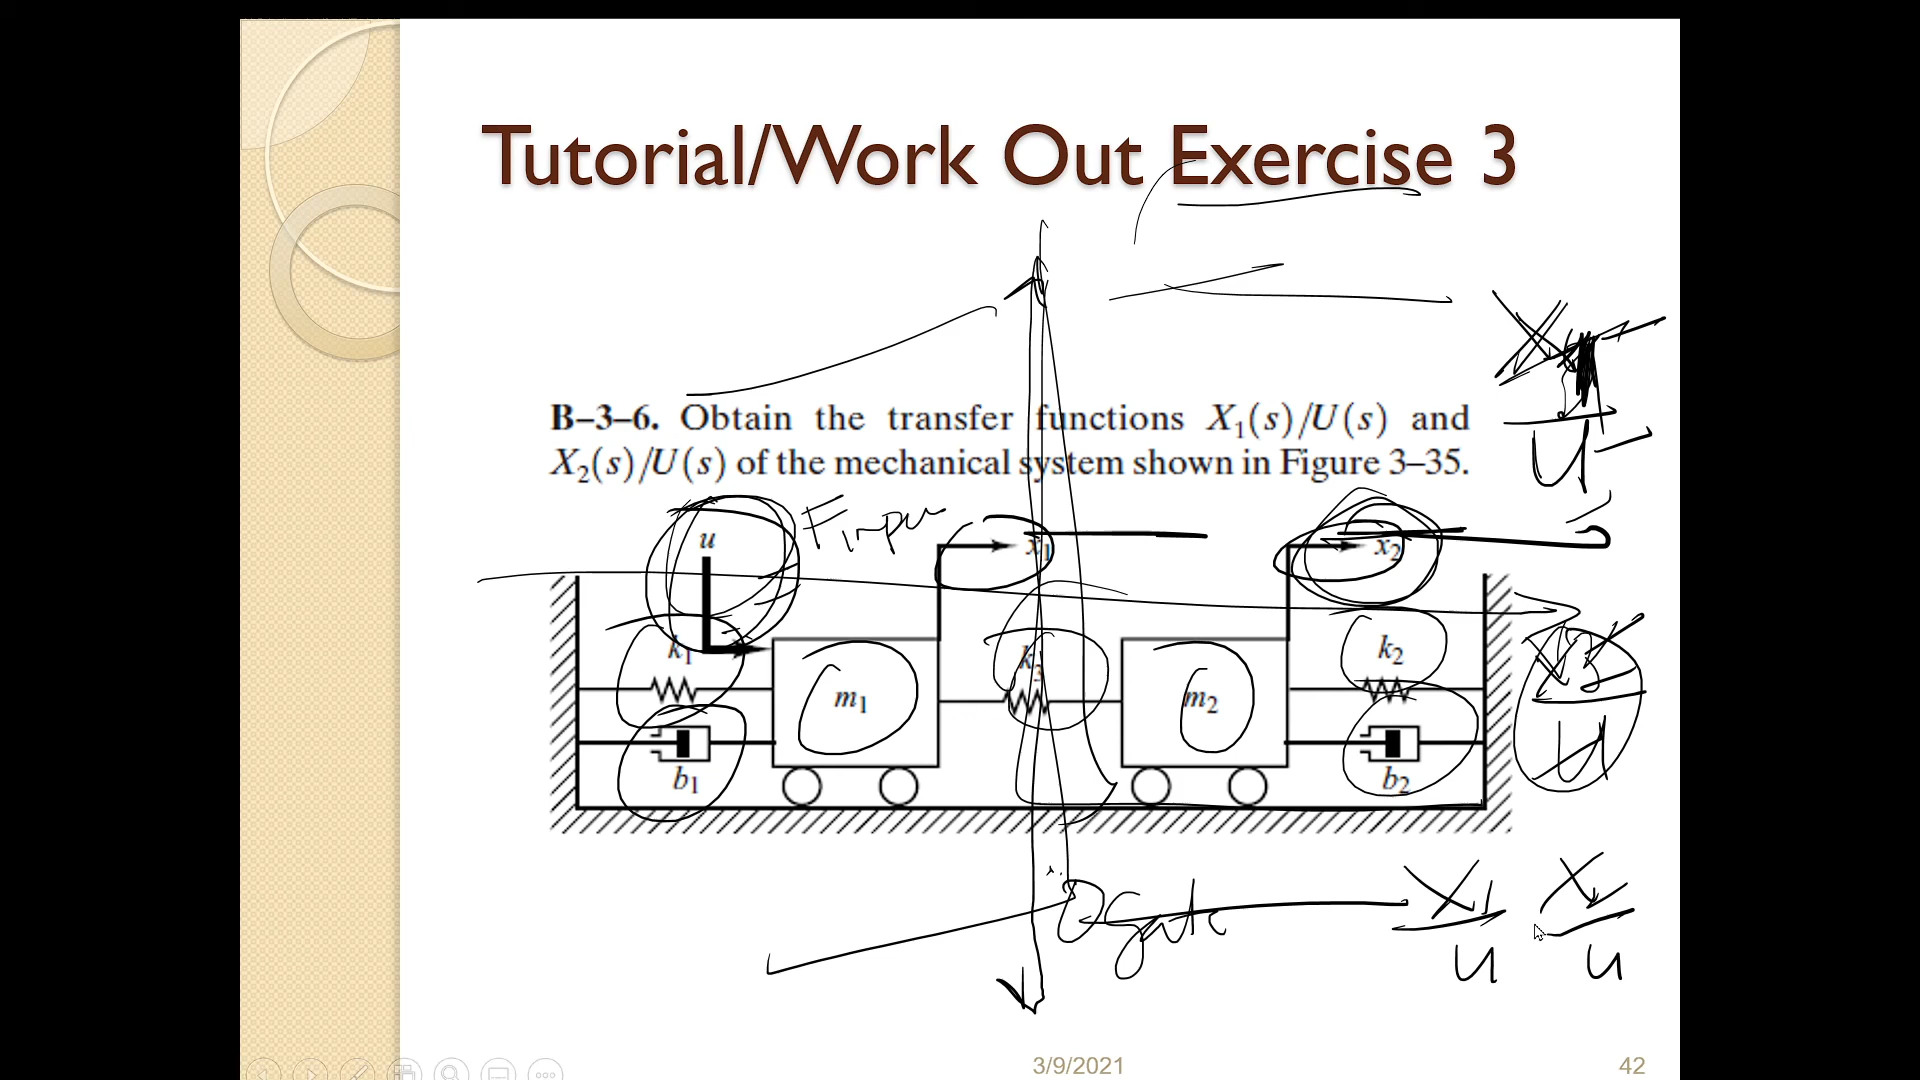 Tutorial/Work Out Exercise 3
B–3–6. Obtain the transfer functions X₁(s)/U(s) and
X₂(s)/U(s) of the mechanical system shown in Figure 3–35.
u
x₁
x₂
k₁
k₃
k₂
m₁
m₂
b₁
b₂
U
U
Ogata
X₁
U
X₂
U
3/9/2021
42